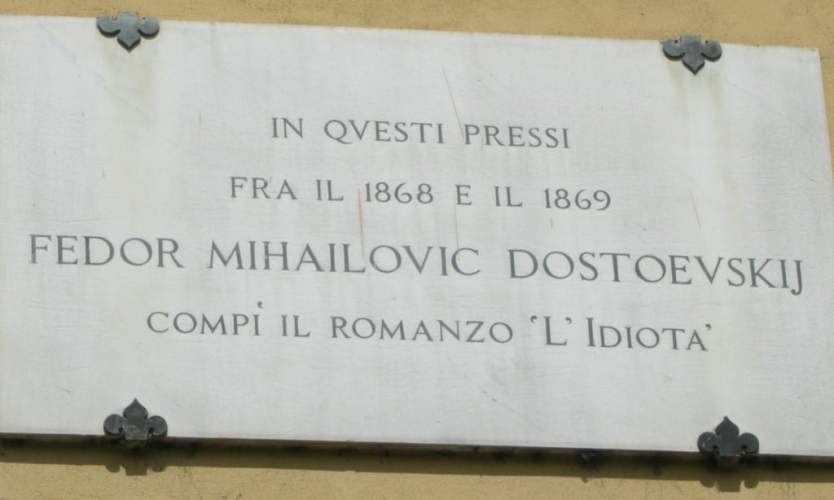 IN QVESTI PRESSI
FRA IL 1868 E IL 1869
FEDOR MIHAILOVIC DOSTOEVSKIJ
COMPÌ IL ROMANZO 'L'IDIOTA'